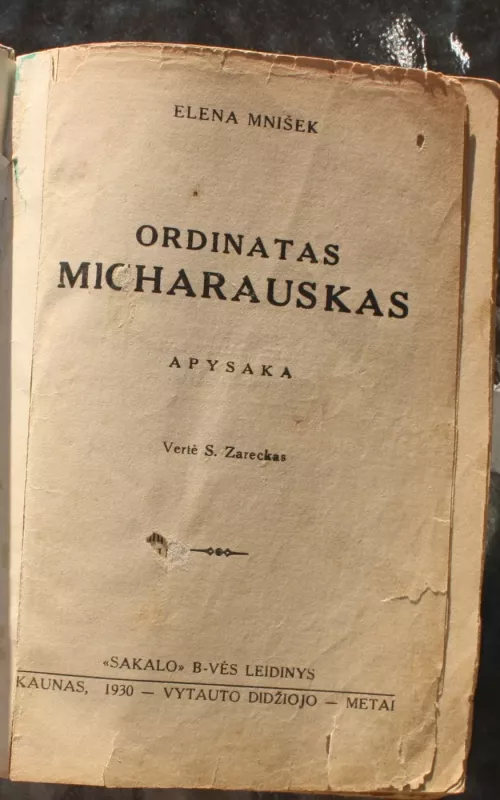 ELENA MNIŠEK
ORDINATAS
MICHARAUSKAS
APYSAKA
Vertė S. Zareckas
«SAKALO» B-VĖS LEIDINYS
KAUNAS, 1930 — VYTAUTO DIDŽIOJO — METAI